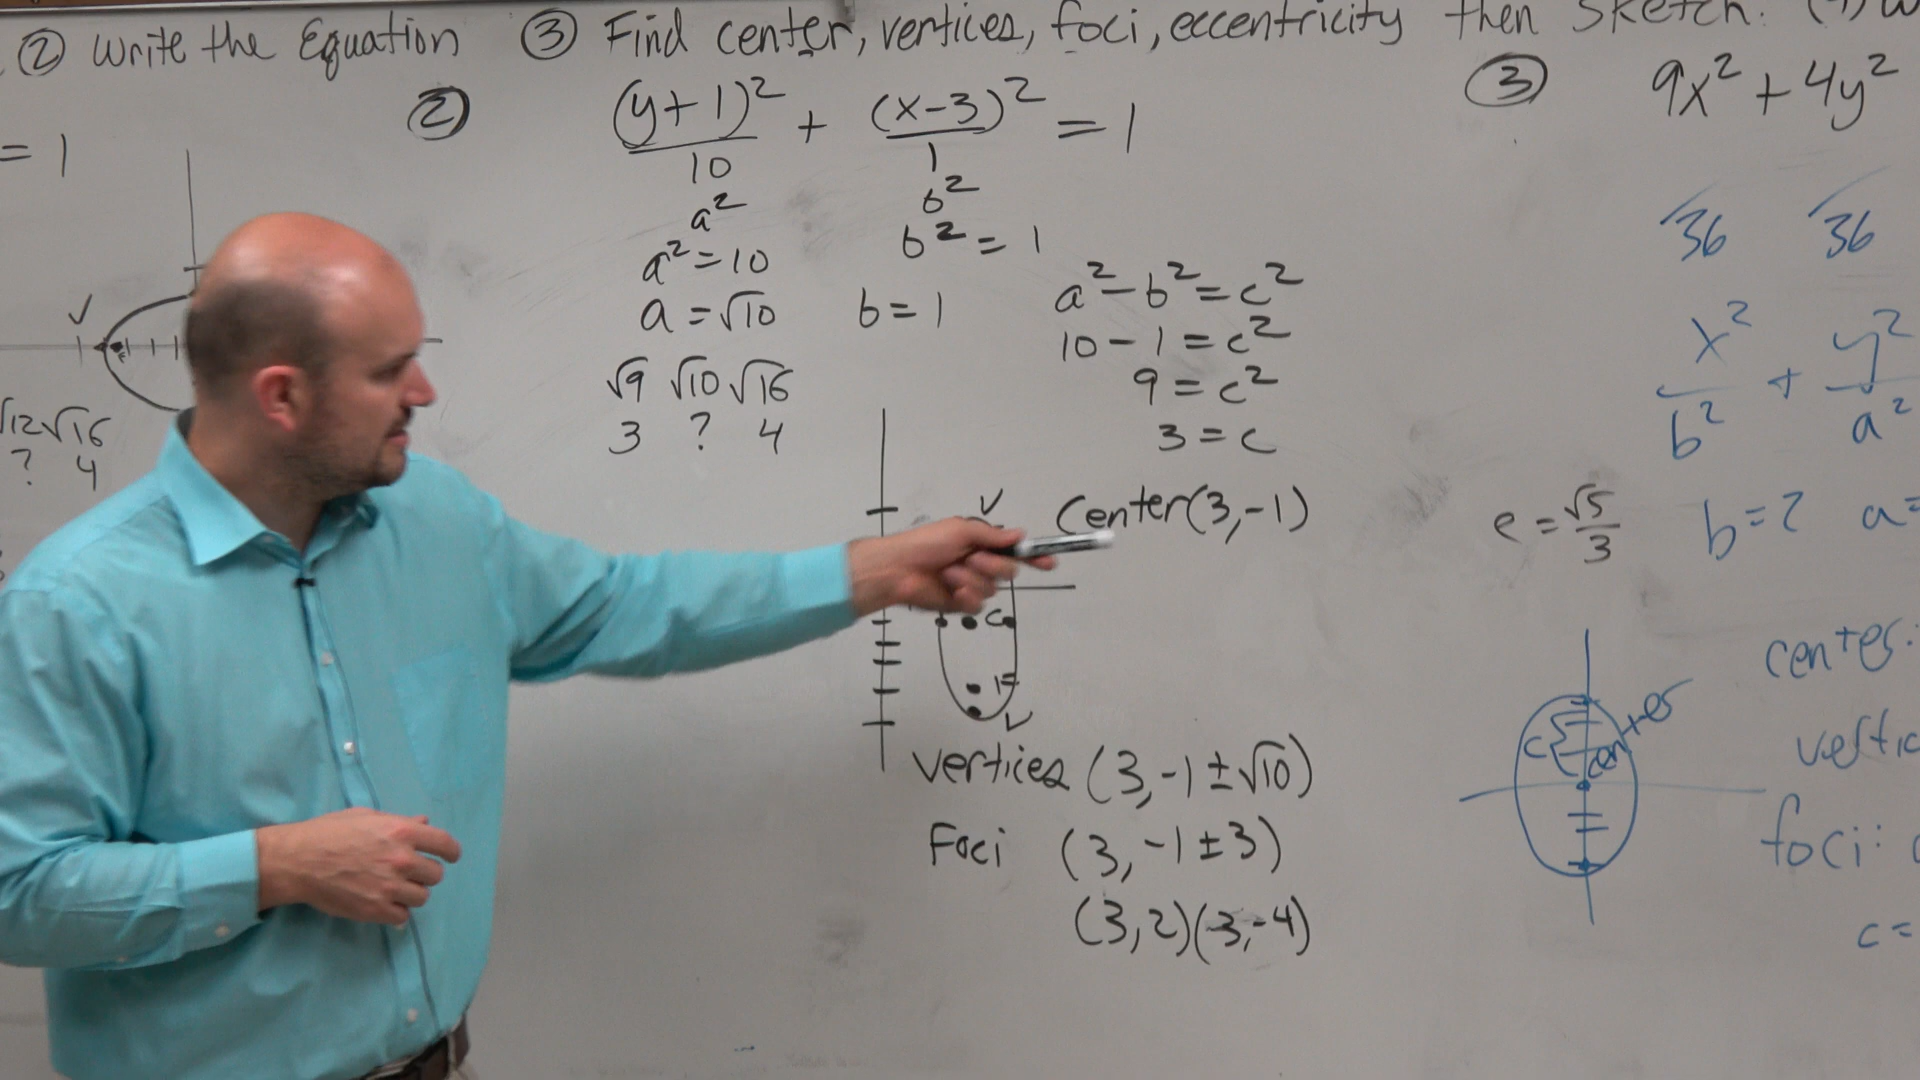 ② Write the Equation ③ Find center, vertices, foci, eccentricity then sketch.
= 1
√12 √16
? 4
②
(y+1)²/10 + (x-3)²/1 = 1
a² b²
a² = 10 b² = 1
a = √10 b = 1
√9 √10 √16
3 ? 4
a² - b² = c²
10 - 1 = c²
9 = c²
3 = c
Center (3, -1)
V
C
F
V
Vertices (3, -1 ± √10)
Foci (3, -1 ± 3)
(3, 2) (3, -4)
③ 9x² + 4y²
/36 /36
x²/b² + y²/a²
e = √5/3
b = 2 a =
center:
C center
foci:
c =